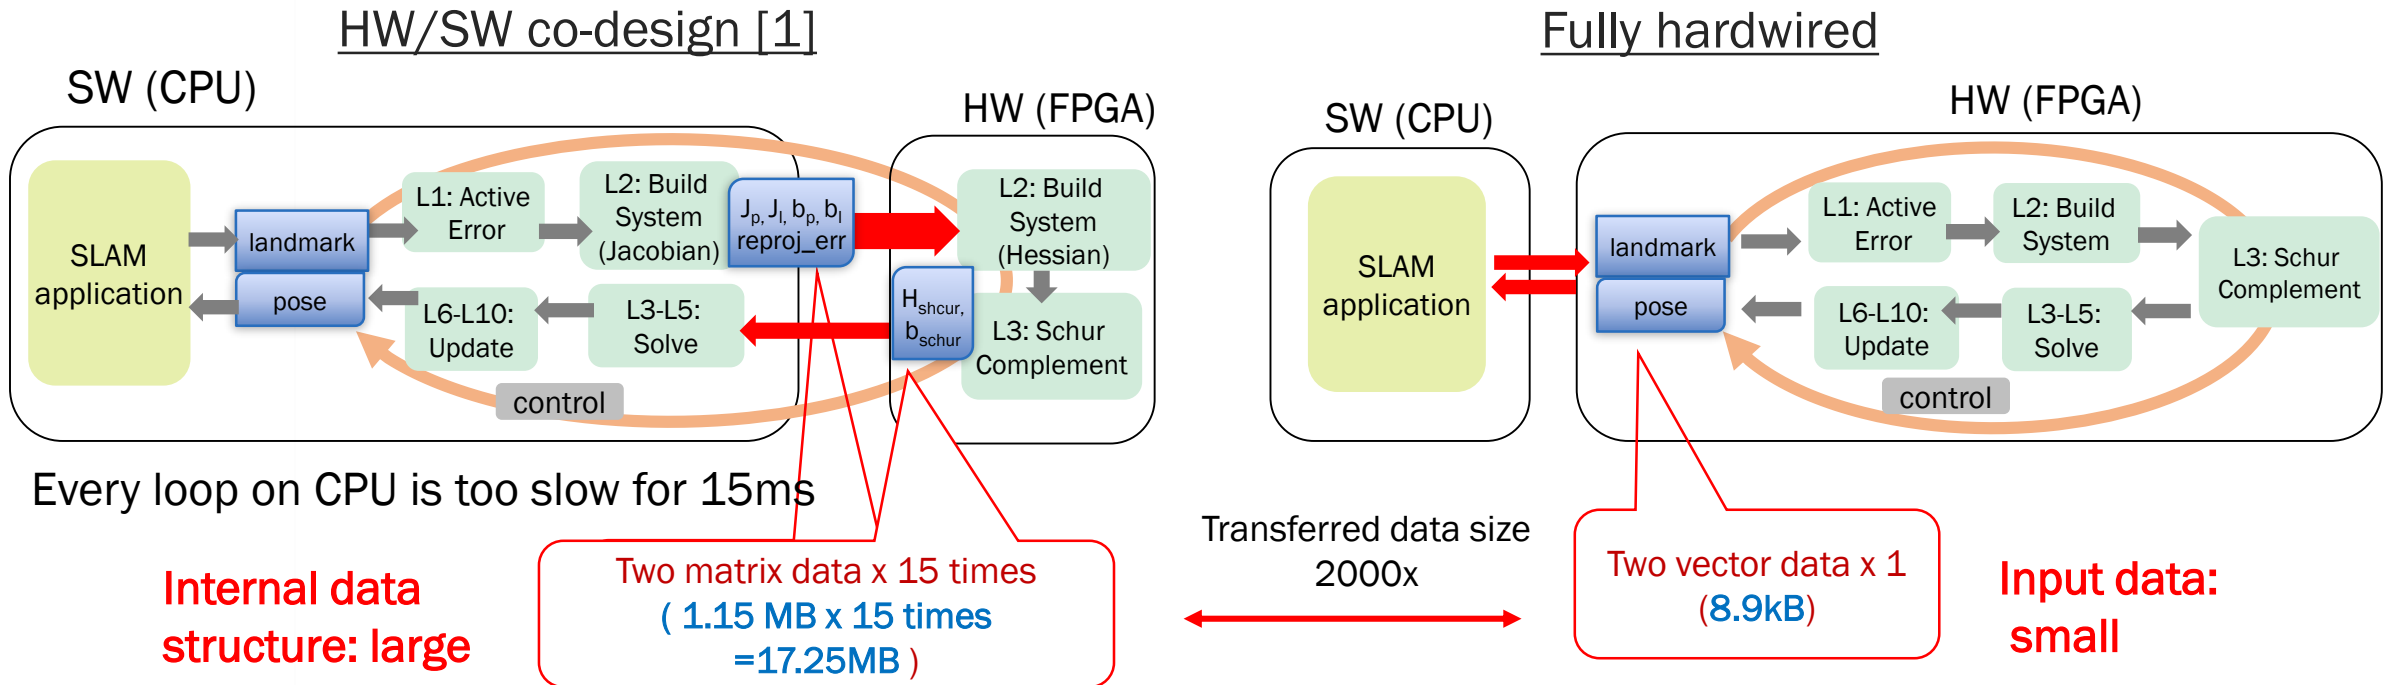 HW/SW co-design [1]
SW (CPU)
HW (FPGA)
SLAM
application
landmark
pose
L1: Active
Error
L2: Build
System
(Jacobian)
Jp, Jl, bp, bl
reproj_err
L2: Build
System
(Hessian)
Hshcur,
bschur
L3: Schur
Complement
L3-L5:
Solve
L6-L10:
Update
control
Every loop on CPU is too slow for 15ms
Internal data
structure: large
Two matrix data x 15 times
( 1.15 MB x 15 times
=17.25MB )
Transferred data size
2000x
Fully hardwired
SW (CPU)
HW (FPGA)
SLAM
application
landmark
pose
L1: Active
Error
L2: Build
System
L3: Schur
Complement
L3-L5:
Solve
L6-L10:
Update
control
Two vector data x 1
(8.9kB)
Input data:
small